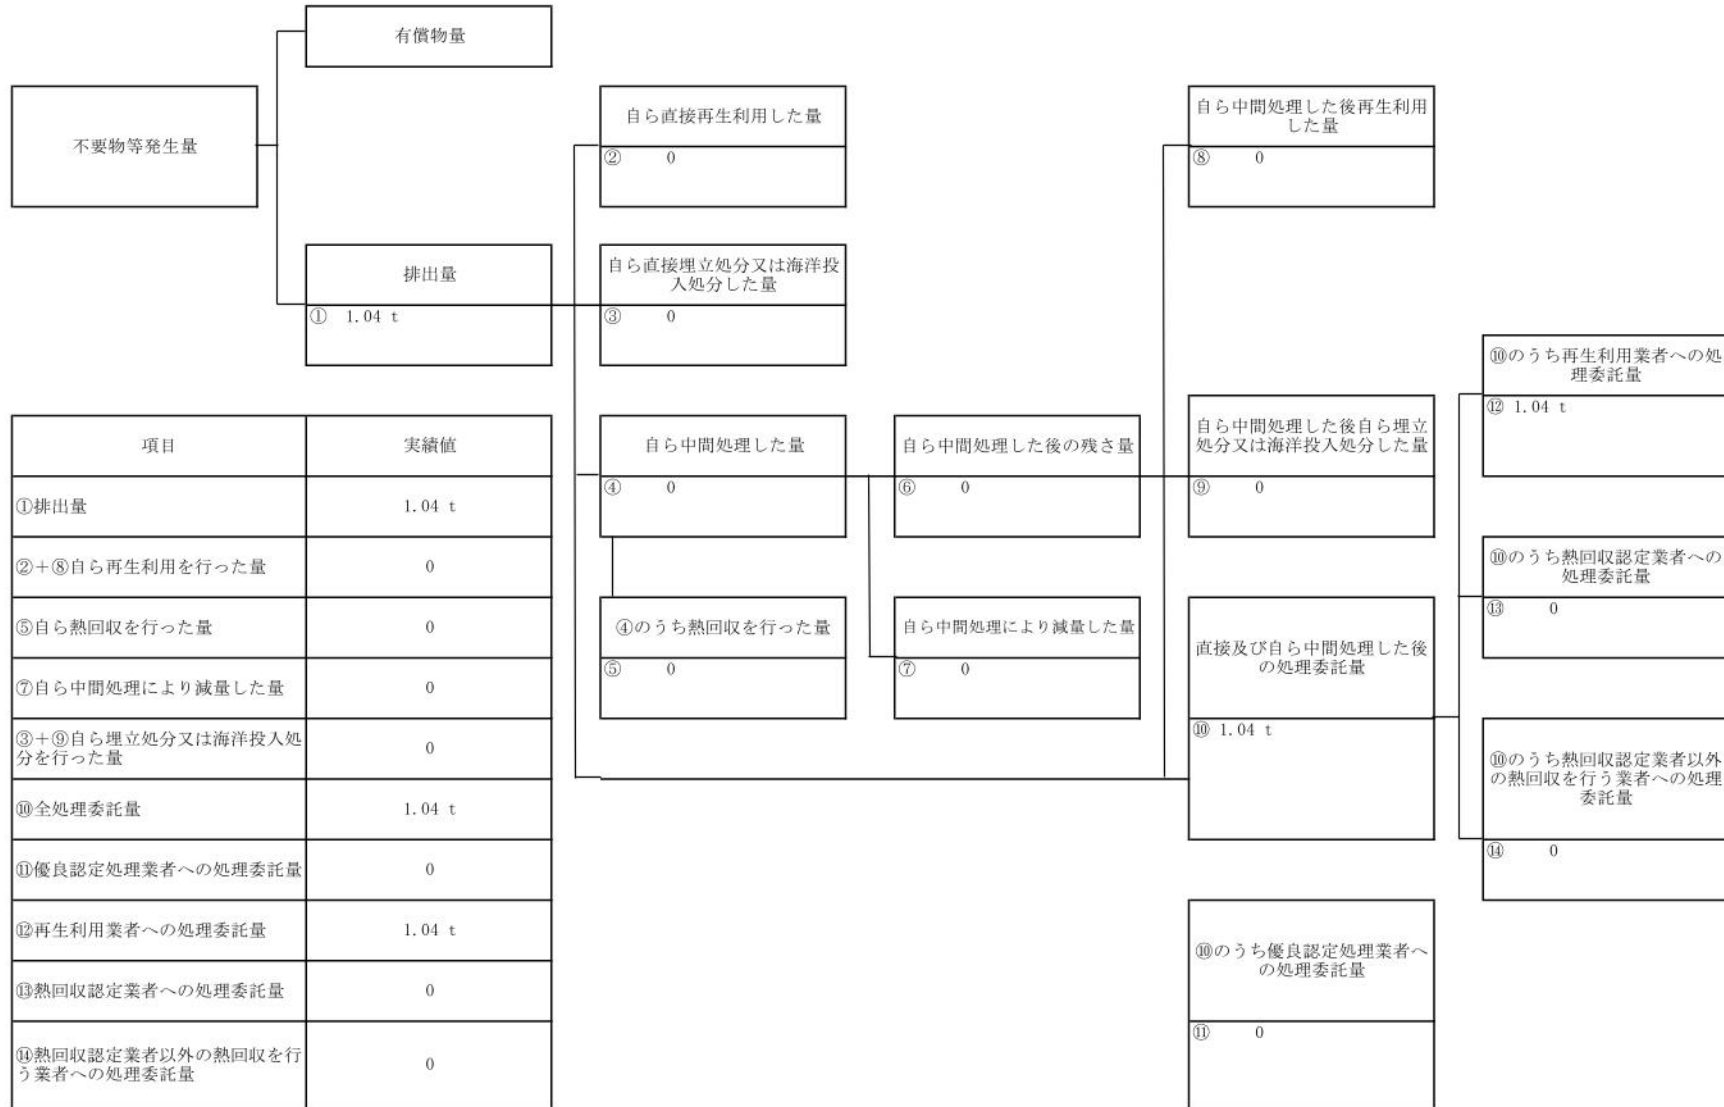 有償物量
不要物等発生量
自ら直接再生利用した量
② 0
自ら中間処理した後再生利用
した量
⑧ 0
排出量
① 1.04 t
自ら直接埋立処分又は海洋投
入処分した量
③ 0
⑩のうち再生利用業者への処
理委託量
⑫ 1.04 t
自ら中間処理した量
④ 0
自ら中間処理した後の残さ量
⑥ 0
自ら中間処理した後自ら埋立
処分又は海洋投入処分した量
⑨ 0
⑩のうち熱回収認定業者への
処理委託量
⑬ 0
④のうち熱回収を行った量
⑤ 0
自ら中間処理により減量した量
⑦ 0
直接及び自ら中間処理した後
の処理委託量
⑩ 1.04 t
⑩のうち熱回収認定業者以外
の熱回収を行う業者への処理
委託量
⑭ 0
⑩のうち優良認定処理業者へ
の処理委託量
⑪ 0
項目 実績値
①排出量 1.04 t
②+⑧自ら再生利用を行った量 0
⑤自ら熱回収を行った量 0
⑦自ら中間処理により減量した量 0
③+⑨自ら埋立処分又は海洋投入処
分を行った量 0
⑩全処理委託量 1.04 t
⑪優良認定処理業者への処理委託量 0
⑫再生利用業者への処理委託量 1.04 t
⑬熱回収認定業者への処理委託量 0
⑭熱回収認定業者以外の熱回収を行
う業者への処理委託量 0